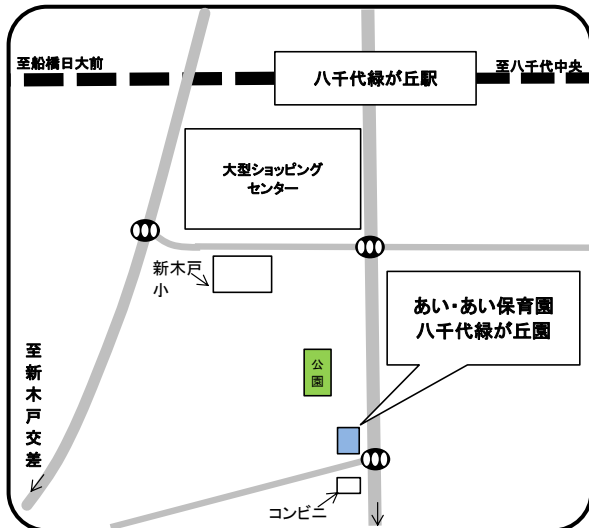 至船橋日大前
八千代緑が丘駅
至八千代中央
大型ショッピング
センター
新木戸
小
あい・あい保育園
八千代緑が丘園
公
園
至
新
木
戸
交
差
コンビニ